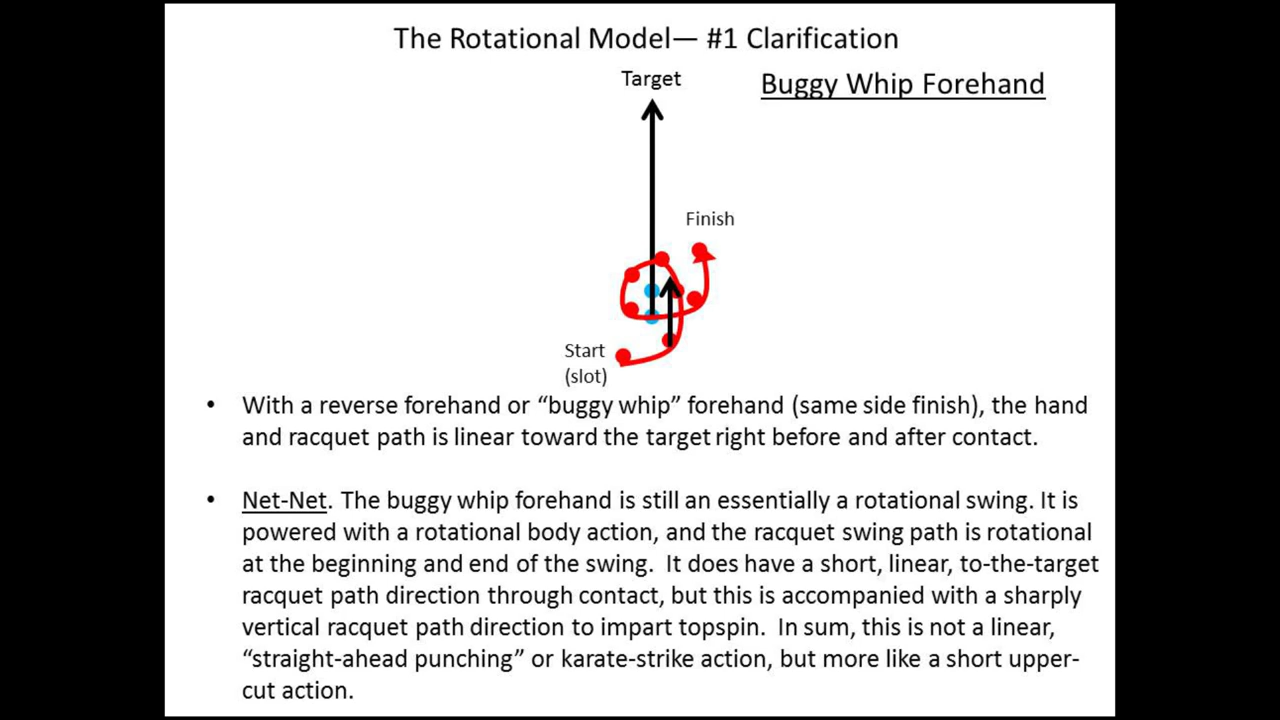 The Rotational Model— #1 Clarification
Target
Buggy Whip Forehand
Finish
Start
(slot)
• With a reverse forehand or “buggy whip” forehand (same side finish), the hand
and racquet path is linear toward the target right before and after contact.
• Net-Net. The buggy whip forehand is still an essentially a rotational swing. It is
powered with a rotational body action, and the racquet swing path is rotational
at the beginning and end of the swing. It does have a short, linear, to-the-target
racquet path direction through contact, but this is accompanied with a sharply
vertical racquet path direction to impart topspin. In sum, this is not a linear,
“straight-ahead punching” or karate-strike action, but more like a short upper-
cut action.